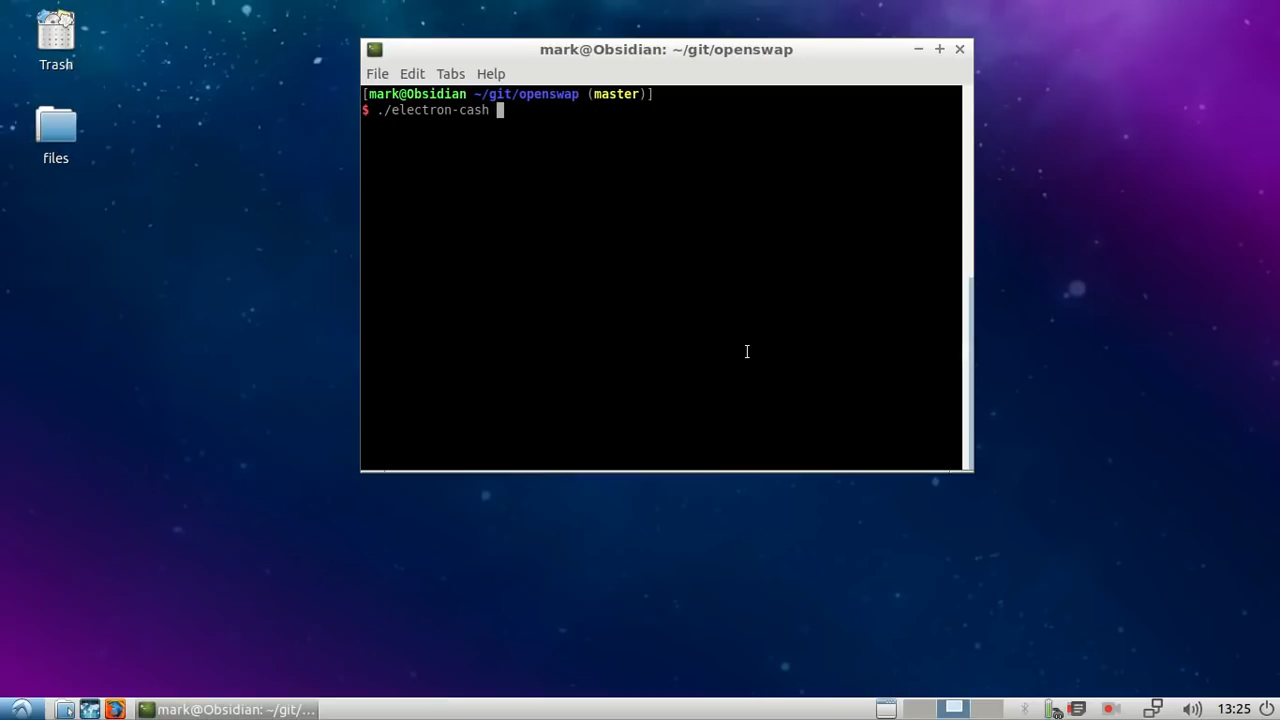 Trash
files
mark@Obsidian: ~/git/openswap
File Edit Tabs Help
[mark@Obsidian ~/git/openswap (master)]
$ ./electron-cash
mark@Obsidian: ~/git/...
13:25